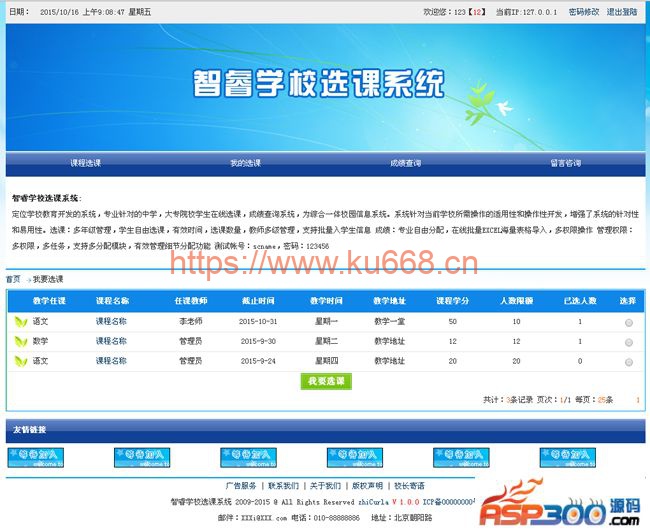 日期： 2015/10/16 上午9:08:47 星期五 欢迎您：123【12】 当前IP:127.0.0.1 密码修改 退出登陆
智睿学校选课系统
课程选课 我的选课 成绩查询 留言咨询
智睿学校选课系统:
定位学校教育开发的系统，专业针对的中学，大专院校学生在线选课，成绩查询系统，为综合一体校园信息系统。系统针对当前学校所需操作的适用性和操作性开发，增强了系统的针对性
和易用性。选课：多年级管理，学生自由选课，有效时间，选课数量，教师多级管理，支持批量入学生信息 成绩：专业自由分配，在线批量EXCEL海量表格导入，多权限操作 管理权限：
多权限，多任务，支持多分配模块，有效管理细节分配功能 测试帐号：scname，密码：123456
https://www.ku668.cn
首页 →我要选课
教学任课 课程名称 任课教师 截止时间 教学时间 教学地址 课程学分 人数限额 已选人数 选择
语文 课程名称 李老师 2015-10-31 星期一 教学一堂 50 10 1
数学 课程名称 管理员 2015-9-30 星期二 教学地址 12 12 1
语文 课程名称 管理员 2015-9-24 星期四 教学地址 20 20 0
我要选课
共计：3条记录 页次：1/1 每页：25条 1
友情链接
等待加入 等待加入 等待加入 等待加入 等待加入 等待加入
welcome to welcome to welcome to welcome to welcome to welcome to
广告服务 | 联系我们 | 关于我们 | 版权声明 | 校长寄语
智睿学校选课系统 2009-2015 @ All Rights Reserved zhiCurla V 1.0.0 ICP备00000000号
邮件：XXX@XXX.com 电话：010-88888886 地址：北京朝阳路
ASP300源码
.com